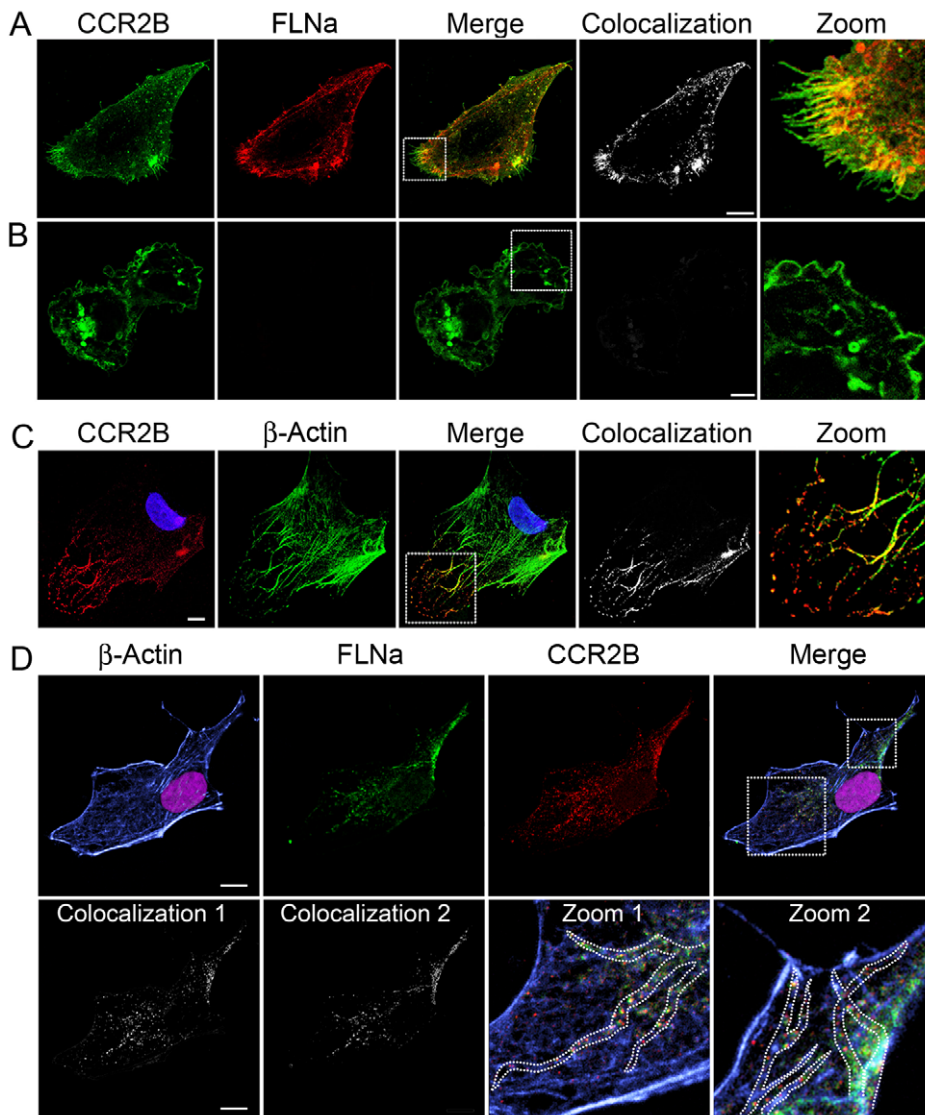 A
CCR2B FLNa Merge Colocalization Zoom
B
C
CCR2B β-Actin Merge Colocalization Zoom
D
β-Actin FLNa CCR2B Merge
Colocalization 1 Colocalization 2 Zoom 1 Zoom 2